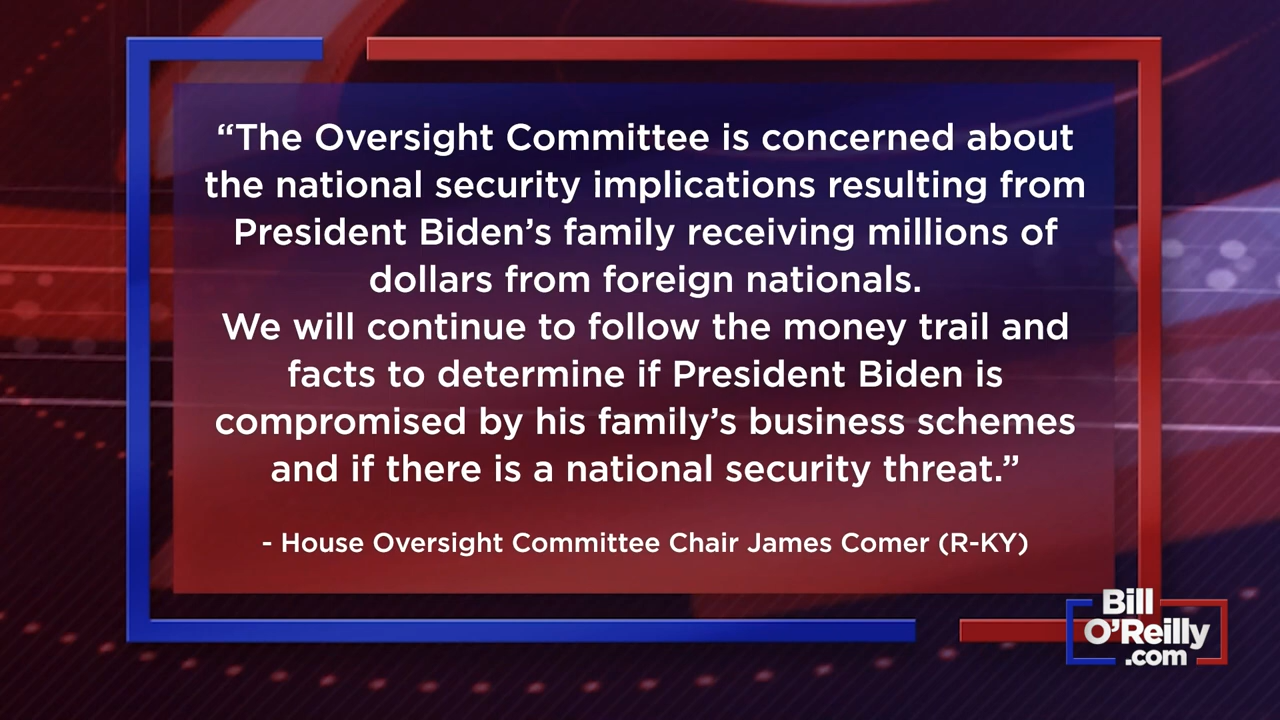 “The Oversight Committee is concerned about
the national security implications resulting from
President Biden’s family receiving millions of
dollars from foreign nationals.
We will continue to follow the money trail and
facts to determine if President Biden is
compromised by his family’s business schemes
and if there is a national security threat.”
- House Oversight Committee Chair James Comer (R-KY)
Bill
O’Reilly
.com